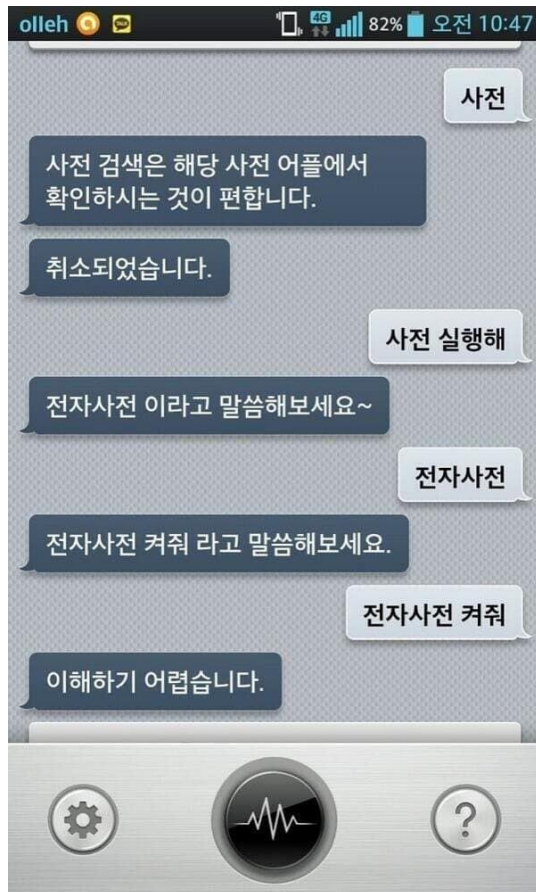 olleh 4G 82% 오전 10:47
사전
사전 검색은 해당 사전 어플에서
확인하시는 것이 편합니다.
취소되었습니다.
사전 실행해
전자사전 이라고 말씀해보세요~
전자사전
전자사전 켜줘 라고 말씀해보세요.
전자사전 켜줘
이해하기 어렵습니다.
?